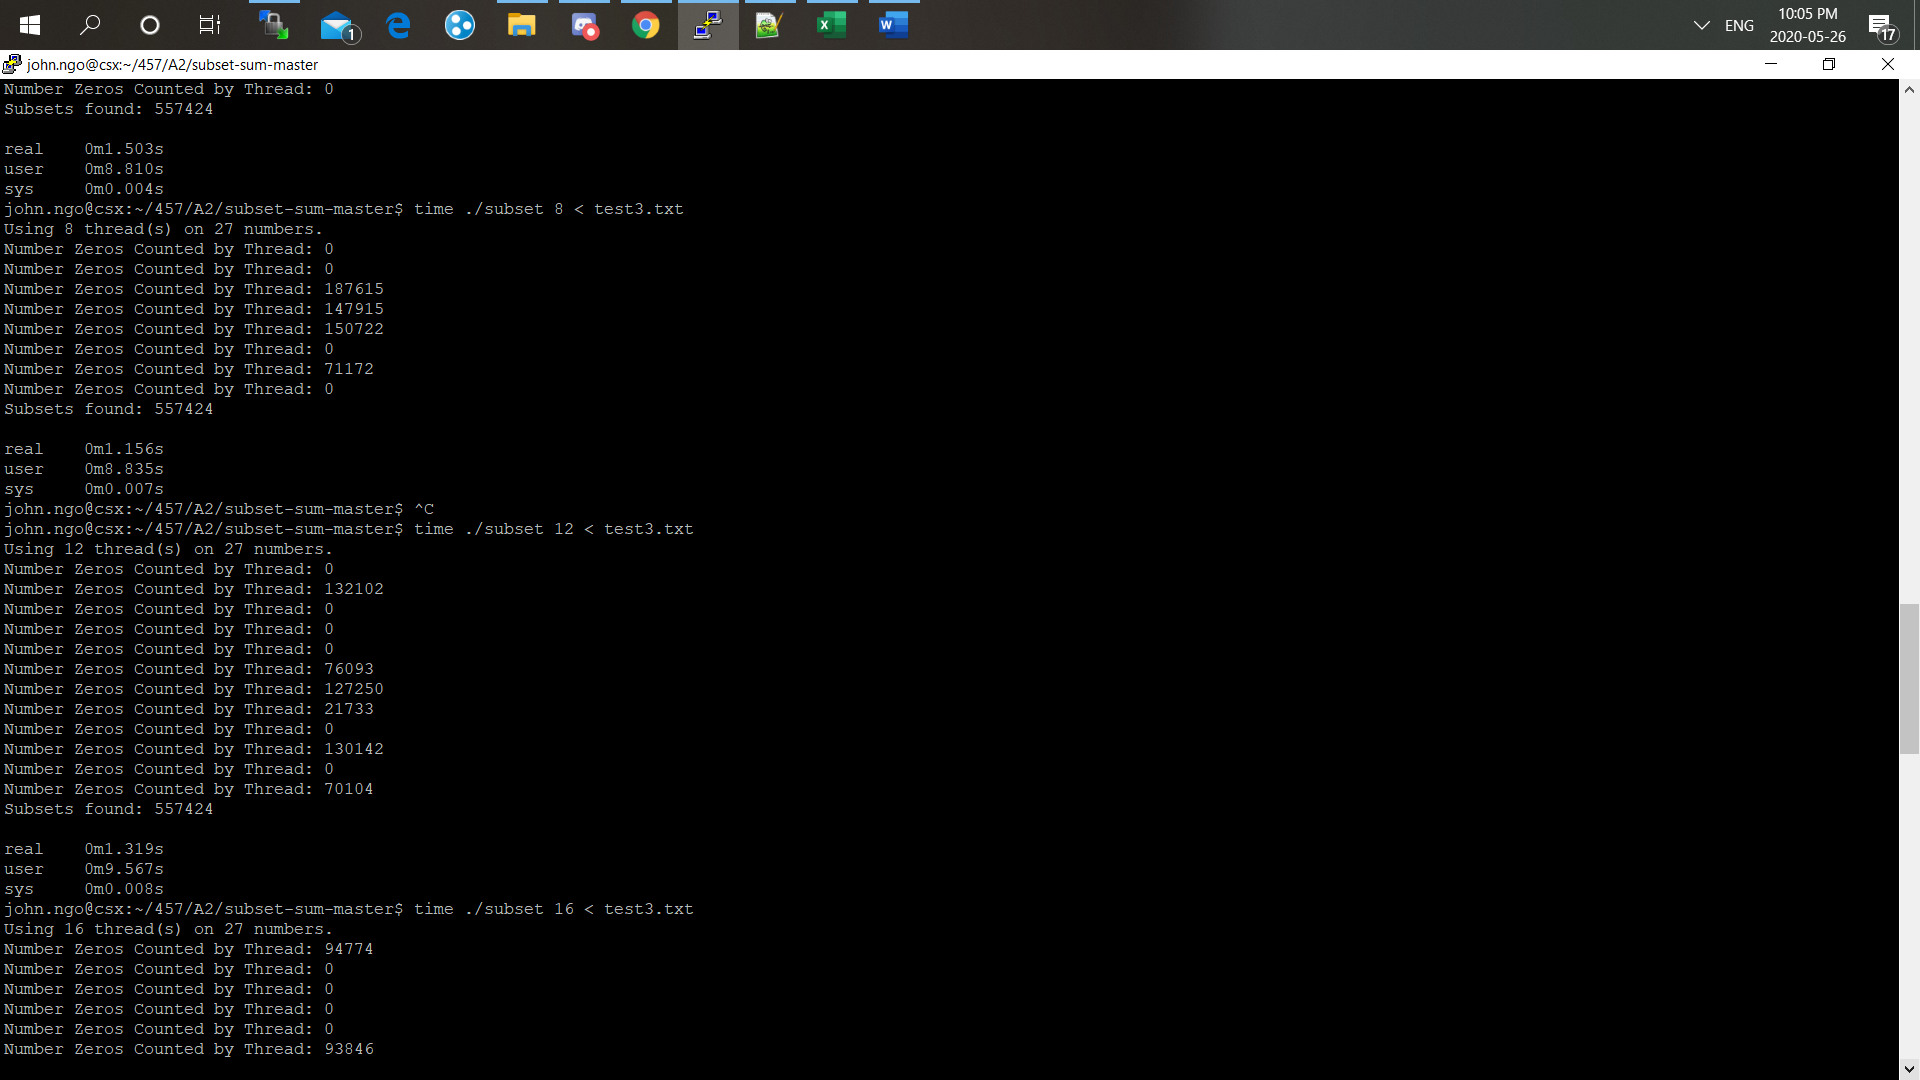 1
ENG
10:05 PM
2020-05-26
17
john.ngo@csx:~/457/A2/subset-sum-master
Number Zeros Counted by Thread: 0
Subsets found: 557424
real 0m1.503s
user 0m8.810s
sys 0m0.004s
john.ngo@csx:~/457/A2/subset-sum-master$ time ./subset 8 < test3.txt
Using 8 thread(s) on 27 numbers.
Number Zeros Counted by Thread: 0
Number Zeros Counted by Thread: 0
Number Zeros Counted by Thread: 187615
Number Zeros Counted by Thread: 147915
Number Zeros Counted by Thread: 150722
Number Zeros Counted by Thread: 0
Number Zeros Counted by Thread: 71172
Number Zeros Counted by Thread: 0
Subsets found: 557424
real 0m1.156s
user 0m8.835s
sys 0m0.007s
john.ngo@csx:~/457/A2/subset-sum-master$ ^C
john.ngo@csx:~/457/A2/subset-sum-master$ time ./subset 12 < test3.txt
Using 12 thread(s) on 27 numbers.
Number Zeros Counted by Thread: 0
Number Zeros Counted by Thread: 132102
Number Zeros Counted by Thread: 0
Number Zeros Counted by Thread: 0
Number Zeros Counted by Thread: 0
Number Zeros Counted by Thread: 76093
Number Zeros Counted by Thread: 127250
Number Zeros Counted by Thread: 21733
Number Zeros Counted by Thread: 0
Number Zeros Counted by Thread: 130142
Number Zeros Counted by Thread: 0
Number Zeros Counted by Thread: 70104
Subsets found: 557424
real 0m1.319s
user 0m9.567s
sys 0m0.008s
john.ngo@csx:~/457/A2/subset-sum-master$ time ./subset 16 < test3.txt
Using 16 thread(s) on 27 numbers.
Number Zeros Counted by Thread: 94774
Number Zeros Counted by Thread: 0
Number Zeros Counted by Thread: 0
Number Zeros Counted by Thread: 0
Number Zeros Counted by Thread: 0
Number Zeros Counted by Thread: 93846